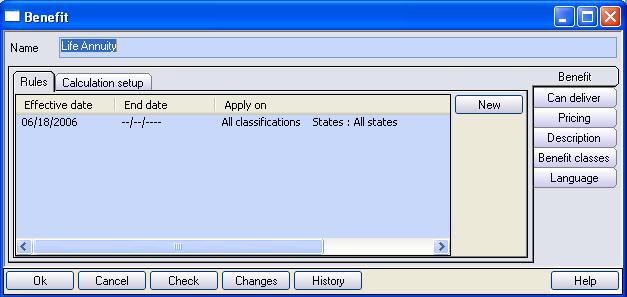 Benefit
Name Life Annuity
Rules Calculation setup
Benefit
Can deliver
Pricing
Description
Benefit classes
Language
Effective date End date Apply on
06/18/2006 --/--/---- All classifications States : All states
New
Ok Cancel Check Changes History Help